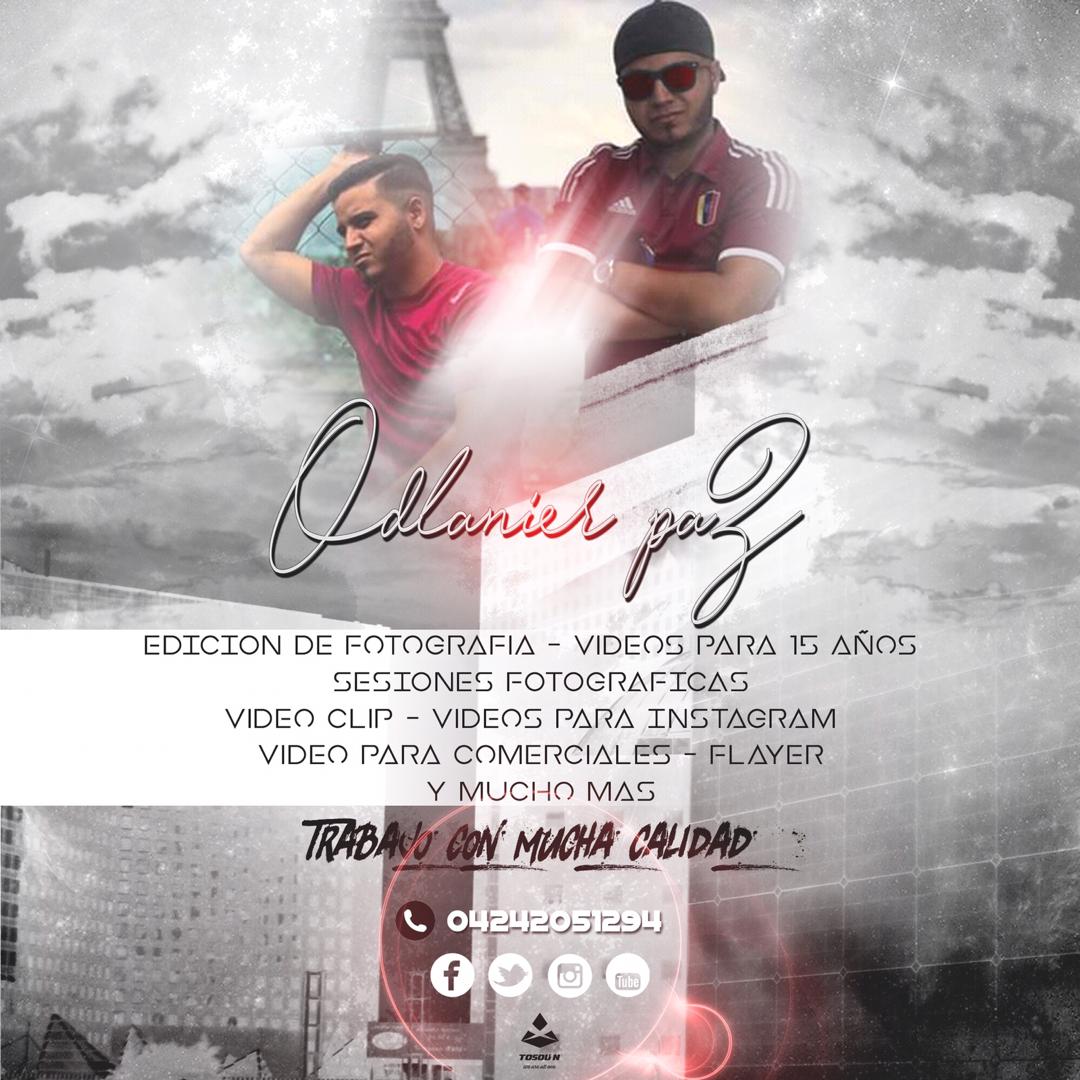 Odlanier paz
EDICION DE FOTOGRAFIA - VIDEOS PARA 15 AÑOS
SESIONES FOTOGRAFICAS
VIDEO CLIP - VIDEOS PARA INSTAGRAM
VIDEO PARA COMERCIALES - FLAYER
Y MUCHO MAS
TRABAJO CON MUCHA CALIDAD
04242051294
Tube